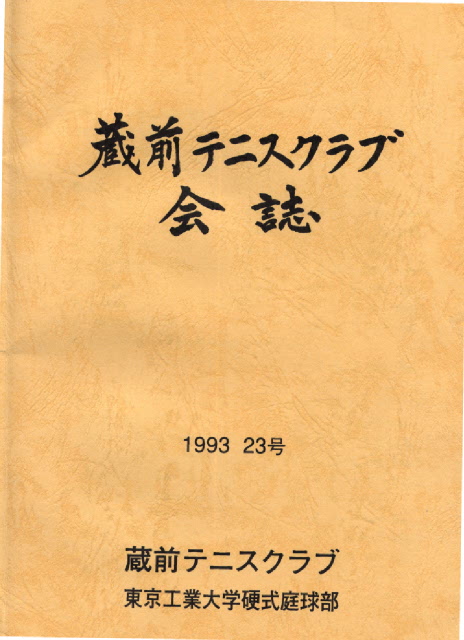 蔵前テニスクラブ
会誌
1993 23号
蔵前テニスクラブ
東京工業大学硬式庭球部